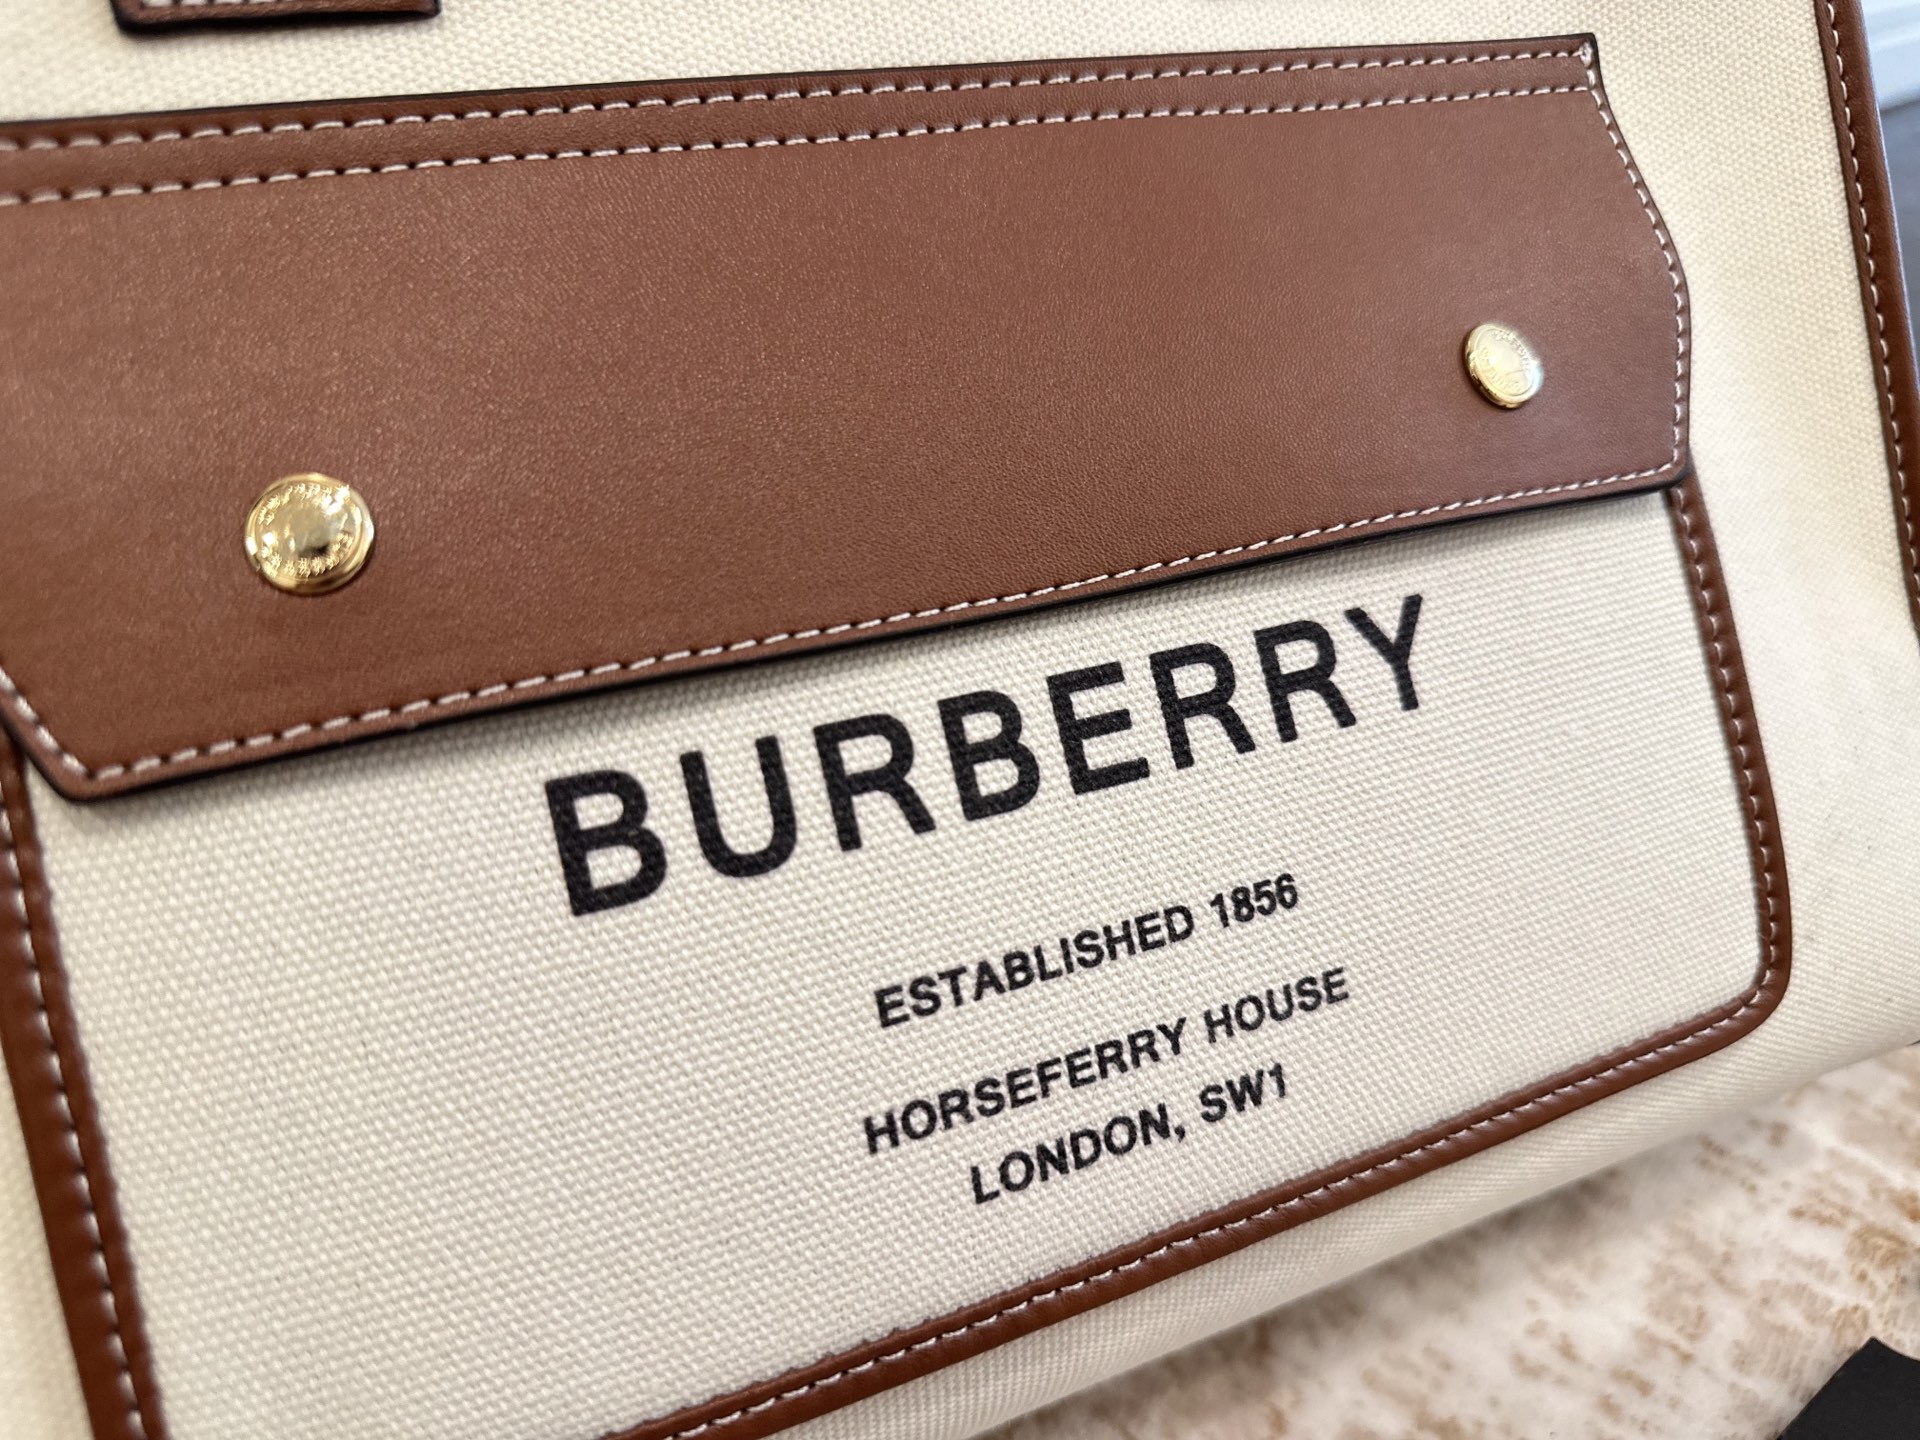 BURBERRY
ESTABLISHED 1856
HORSEFERRY HOUSE
LONDON, SW1